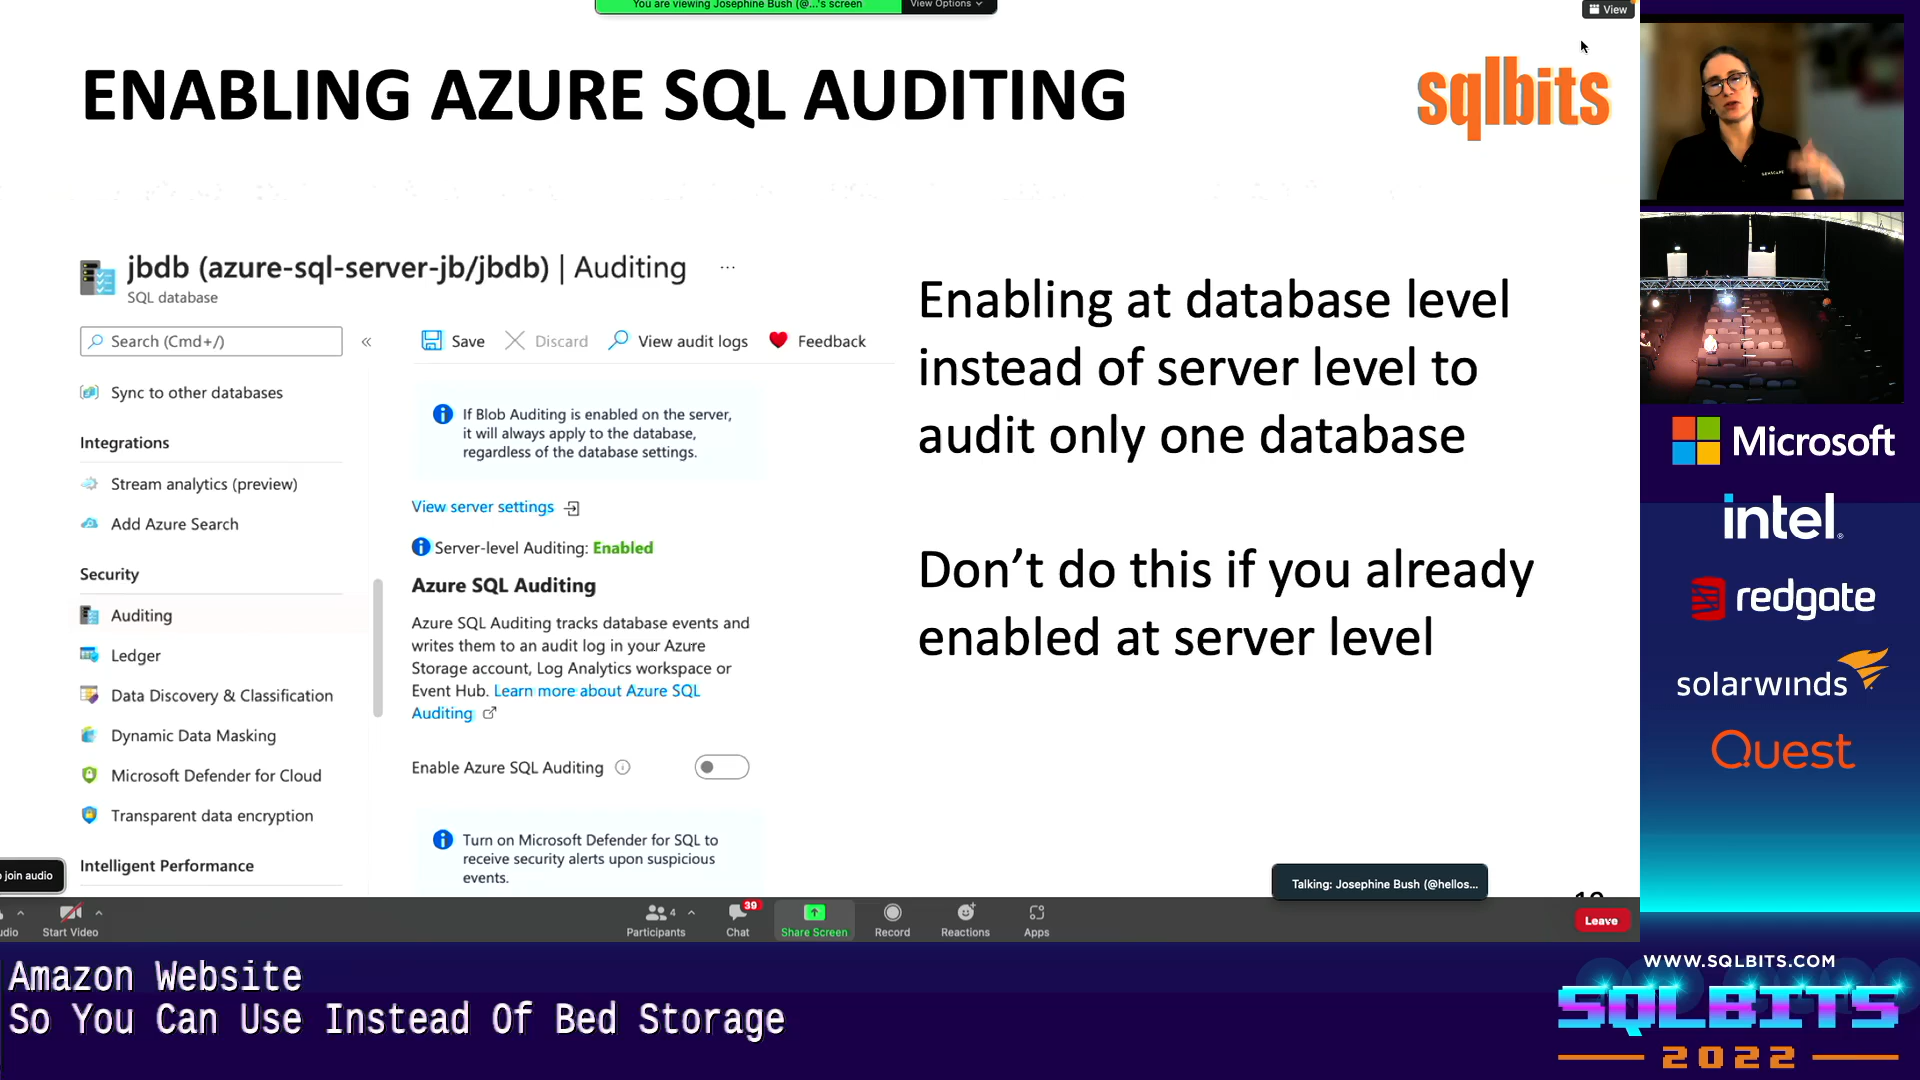 You are viewing Josephine Bush (@...'s screen
View Options
View
ENABLING AZURE SQL AUDITING
sqlbits
jbdb (azure-sql-server-jb/jbdb) | Auditing
...
SQL database
Search (Cmd+/)
«
Save
Discard
View audit logs
Feedback
Sync to other databases
Integrations
Stream analytics (preview)
Add Azure Search
Security
Auditing
Ledger
Data Discovery & Classification
Dynamic Data Masking
Microsoft Defender for Cloud
Transparent data encryption
Intelligent Performance
If Blob Auditing is enabled on the server,
it will always apply to the database,
regardless of the database settings.
View server settings
Server-level Auditing: Enabled
Azure SQL Auditing
Azure SQL Auditing tracks database events and
writes them to an audit log in your Azure
Storage account, Log Analytics workspace or
Event Hub. Learn more about Azure SQL
Auditing
Enable Azure SQL Auditing
Turn on Microsoft Defender for SQL to
receive security alerts upon suspicious
events.
Enabling at database level
instead of server level to
audit only one database
Don't do this if you already
enabled at server level
Microsoft
intel.
redgate
solarwinds
Quest
join audio
Talking: Josephine Bush (@hellos...
Start Video
4
Participants
39
Chat
Share Screen
Record
Reactions
Apps
Leave
Amazon Website
So You Can Use Instead Of Bed Storage
WWW.SQLBITS.COM
SQLBITS
2022